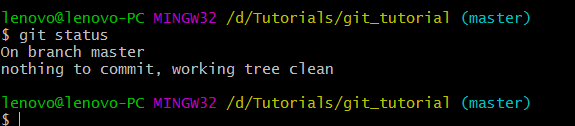 lenovo@lenovo-PC MINGW32 /d/Tutorials/git_tutorial (master)
$ git status
On branch master
nothing to commit, working tree clean
lenovo@lenovo-PC MINGW32 /d/Tutorials/git_tutorial (master)
$